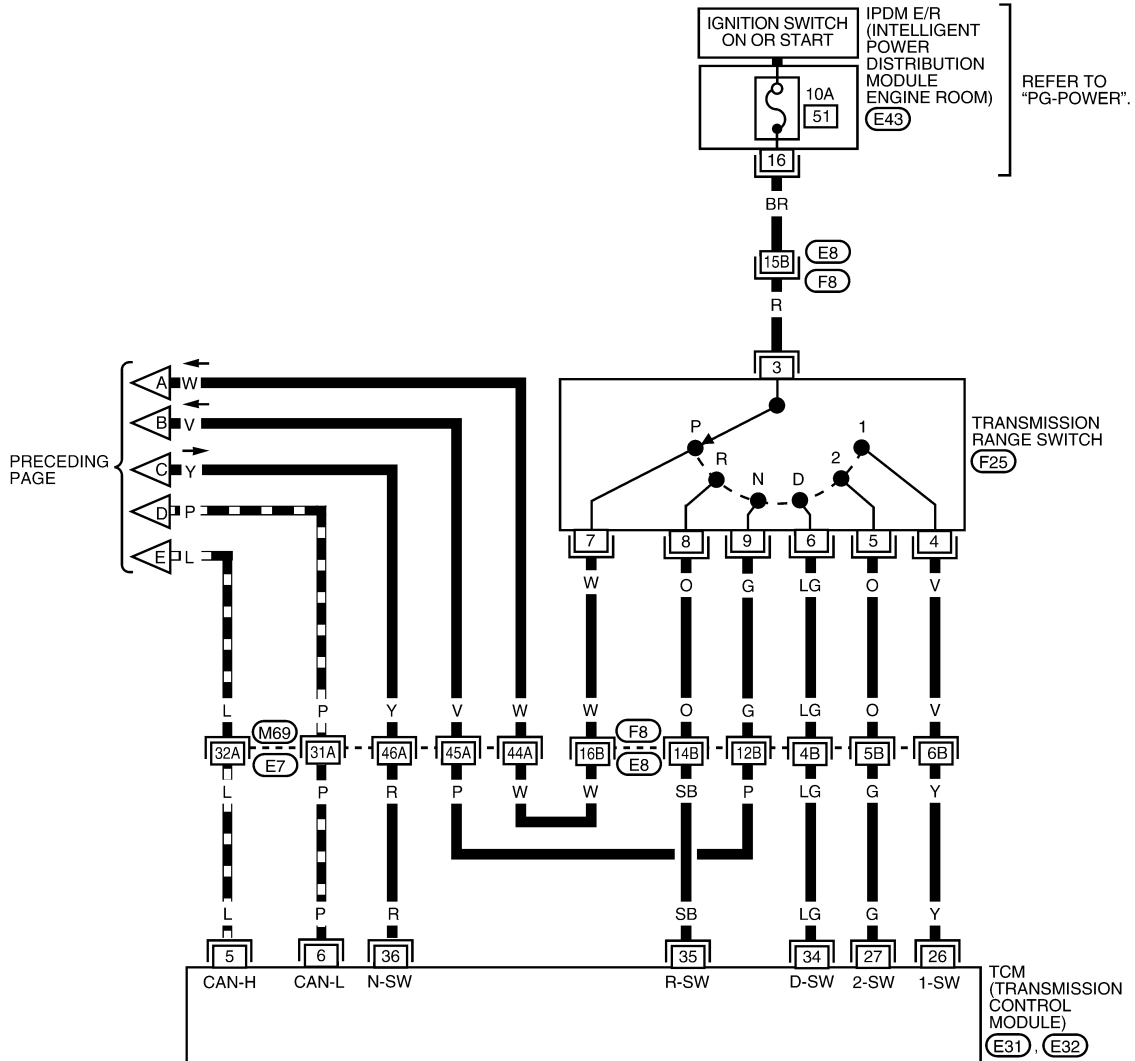 IGNITION SWITCH
ON OR START
IPDM E/R
(INTELLIGENT
POWER
DISTRIBUTION
MODULE
ENGINE ROOM)
E43
10A
51
REFER TO
“PG-POWER”.
16
BR
15B
E8
F8
R
3
TRANSMISSION
RANGE SWITCH
F25
P
R
N
D
2
1
7 8 9 6 5 4
W O G LG O V
PRECEDING
PAGE
A W
B V
C Y
D P
E L
L P Y V W W O G LG O V
M69
E7
F8
E8
32A 31A 46A 45A 44A 16B 14B 12B 4B 5B 6B
L P R P W W SB P LG G Y
L P R SB LG G Y
5 6 36 35 34 27 26
CAN-H CAN-L N-SW R-SW D-SW 2-SW 1-SW
TCM
(TRANSMISSION
CONTROL
MODULE)
E31 , E32